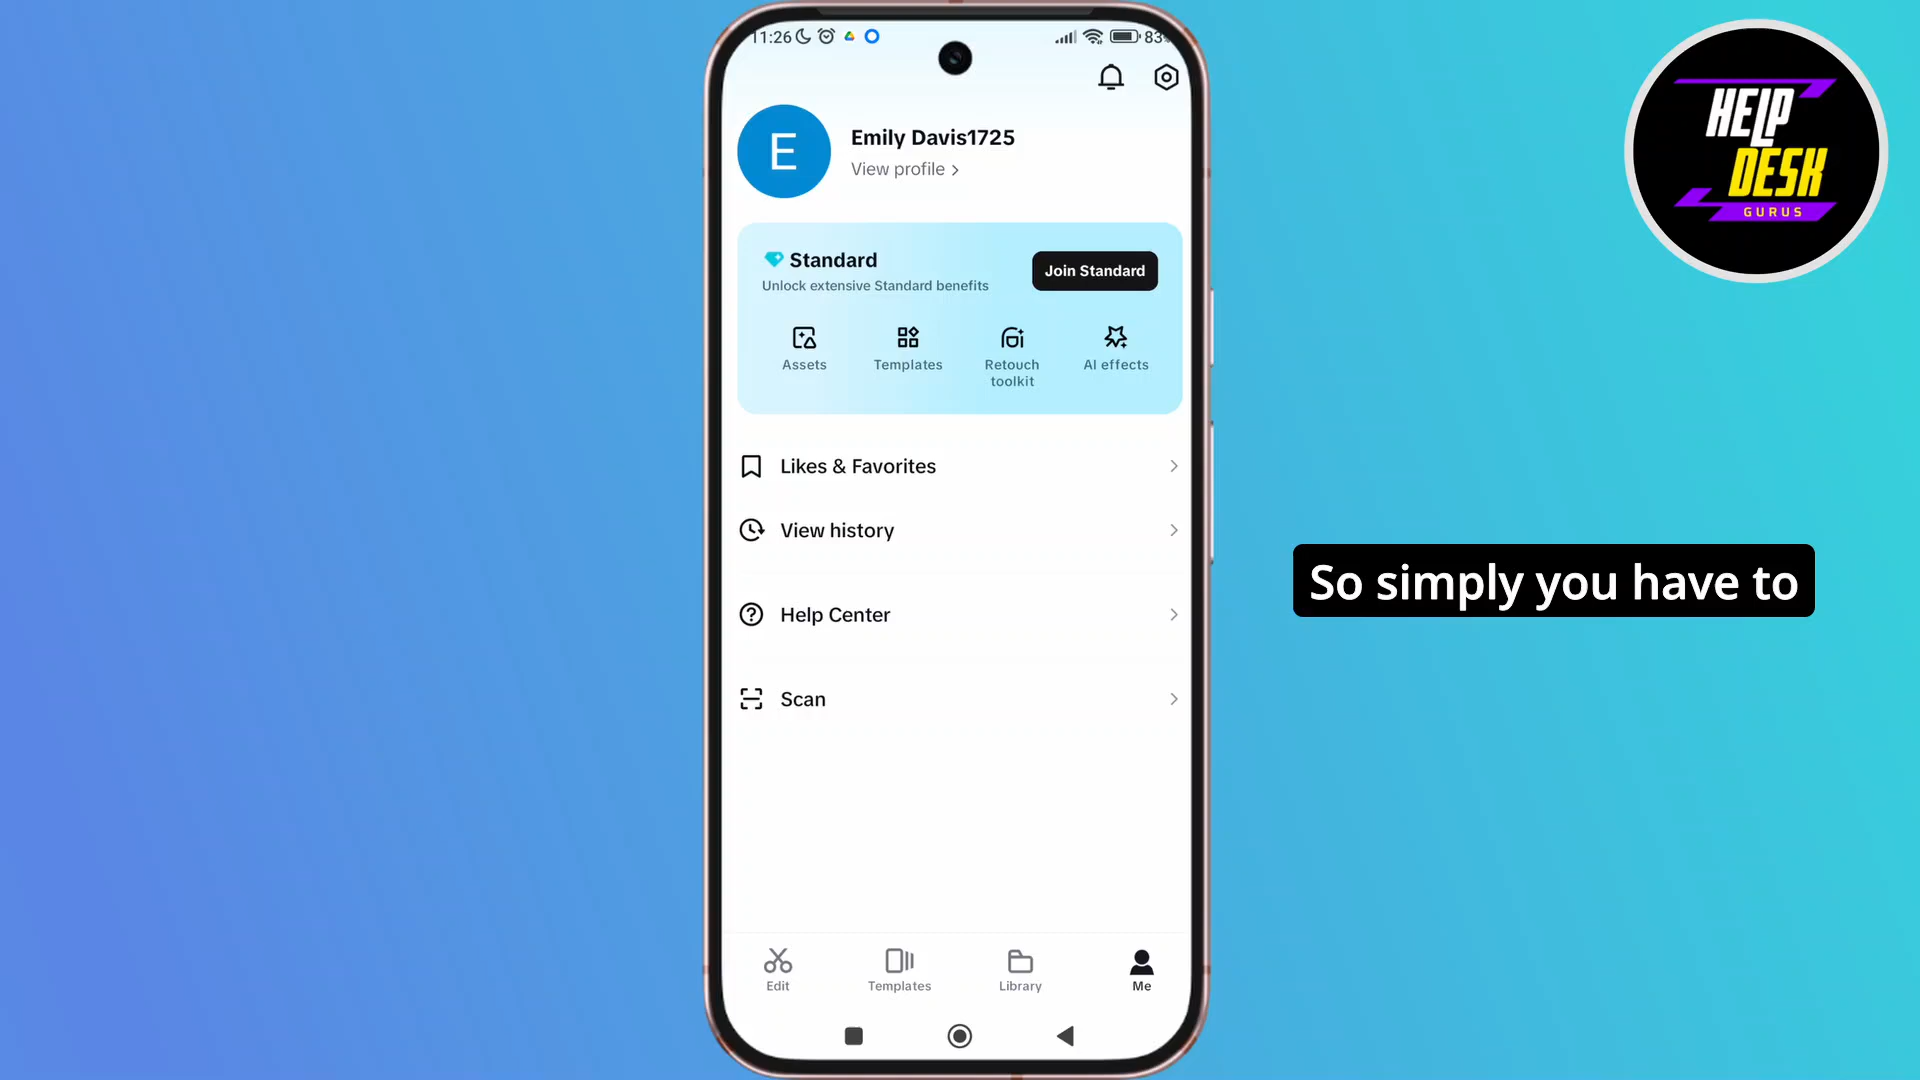 11:26
83%
E
Emily Davis1725
View profile
Standard
Unlock extensive Standard benefits
Join Standard
Assets
Templates
Retouch
toolkit
AI effects
Likes & Favorites
View history
Help Center
Scan
Edit
Templates
Library
Me
HELP
DESK
GURUS
So simply you have to